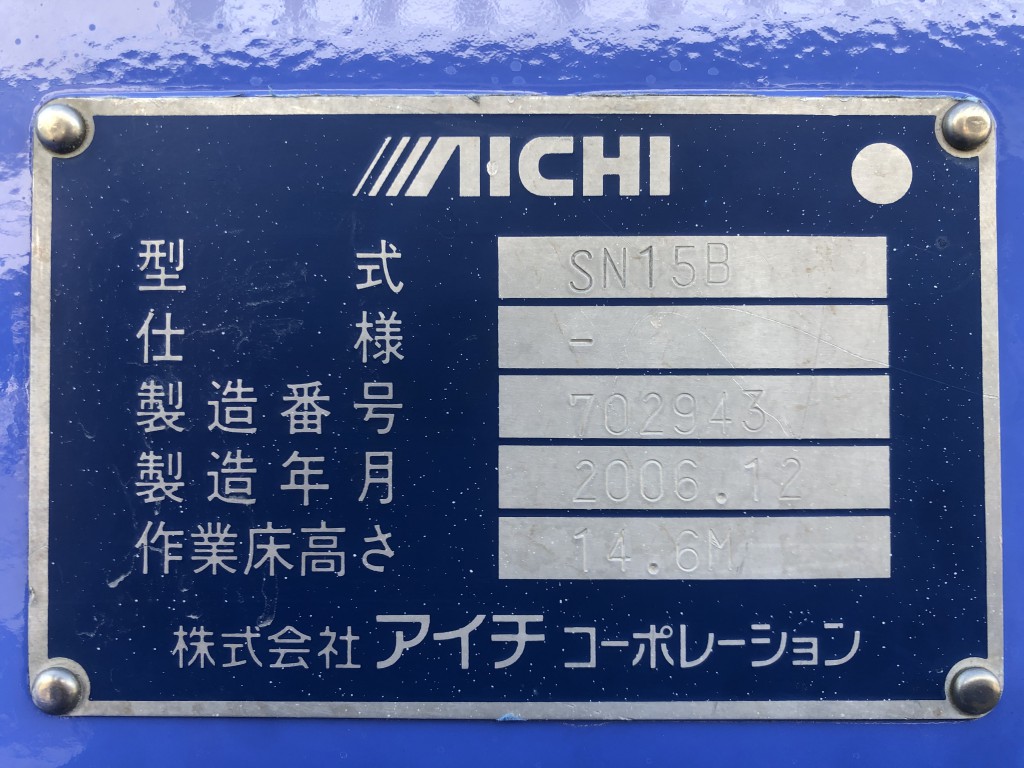 AICHI
型式 SN15B
仕様 -
製造番号 702943
製造年月 2006.12
作業床高さ 14.6M
株式会社アイチコーポレーション